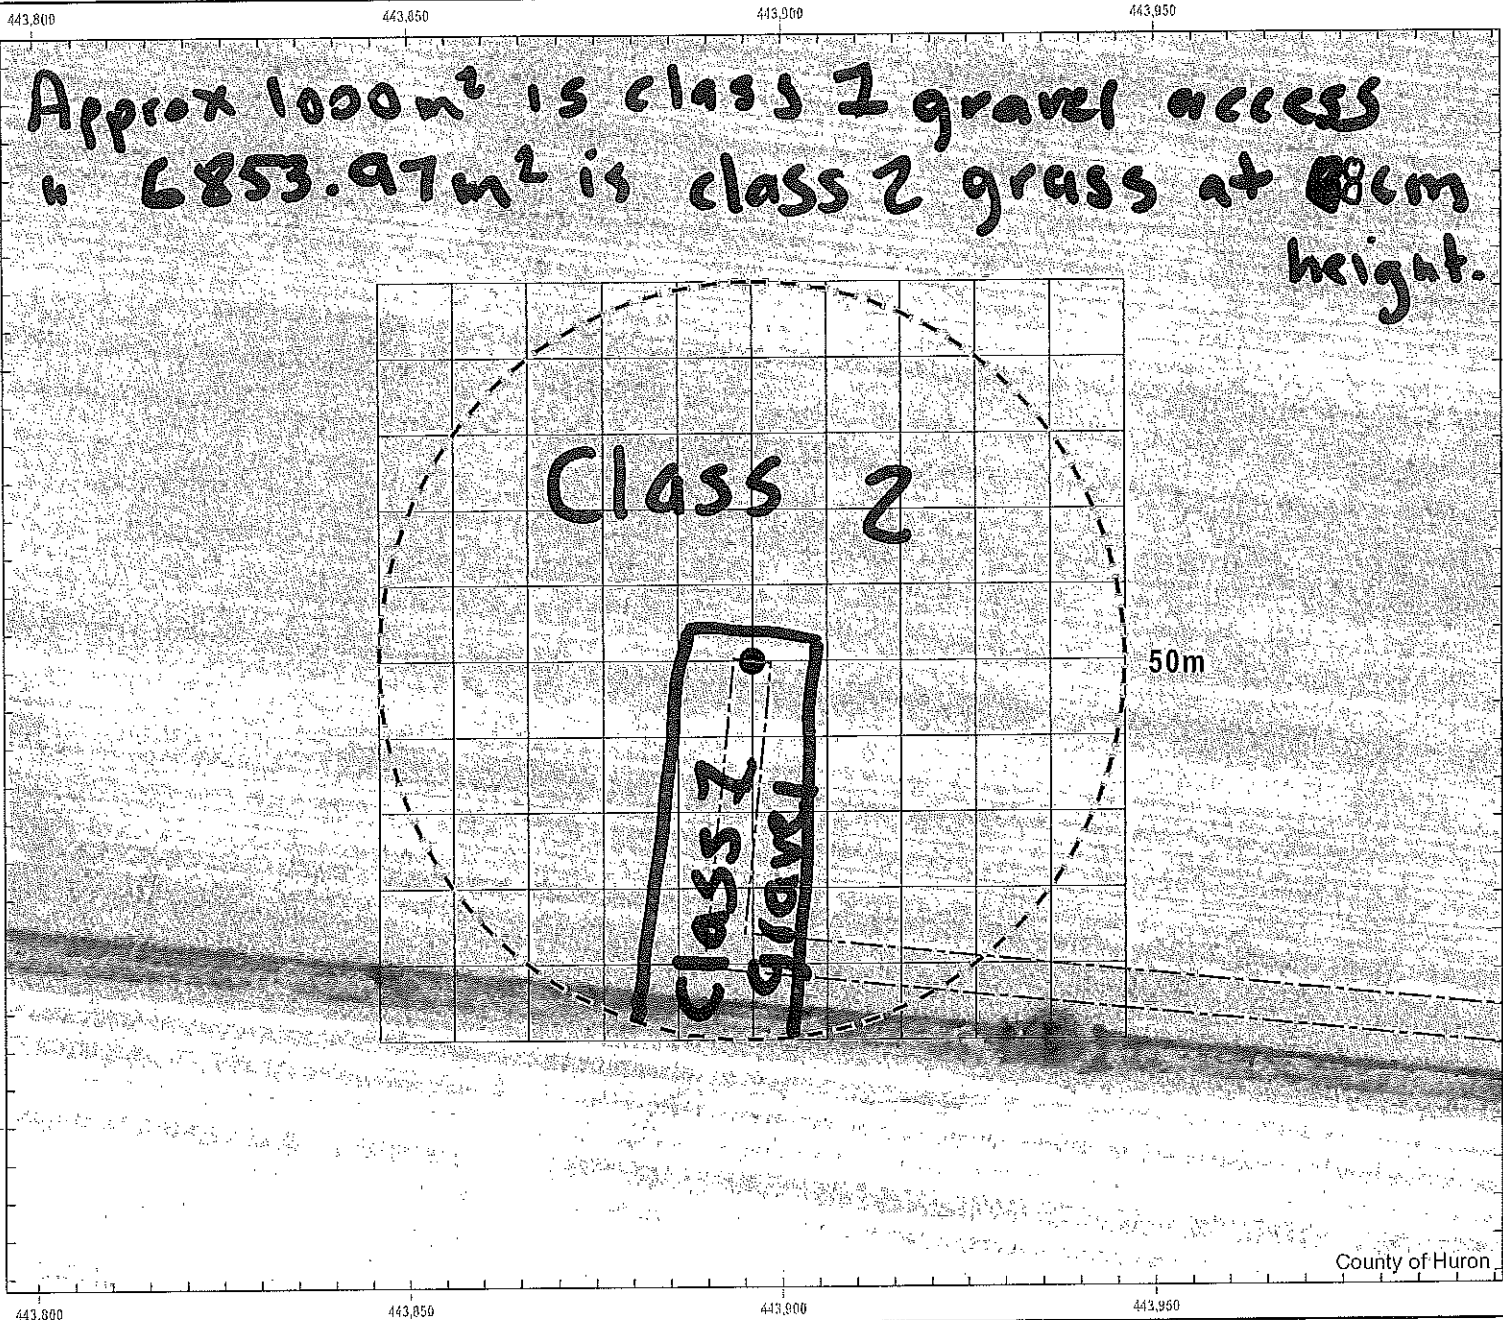 443,800 443,850 443,900 443,950
Approx 1000m² is class 1 gravel access
" 6853.97m² is class 2 grass at 8cm
height.
Class 2
50m
Class 1
gravel
County of Huron
443,800 443,850 443,900 443,950